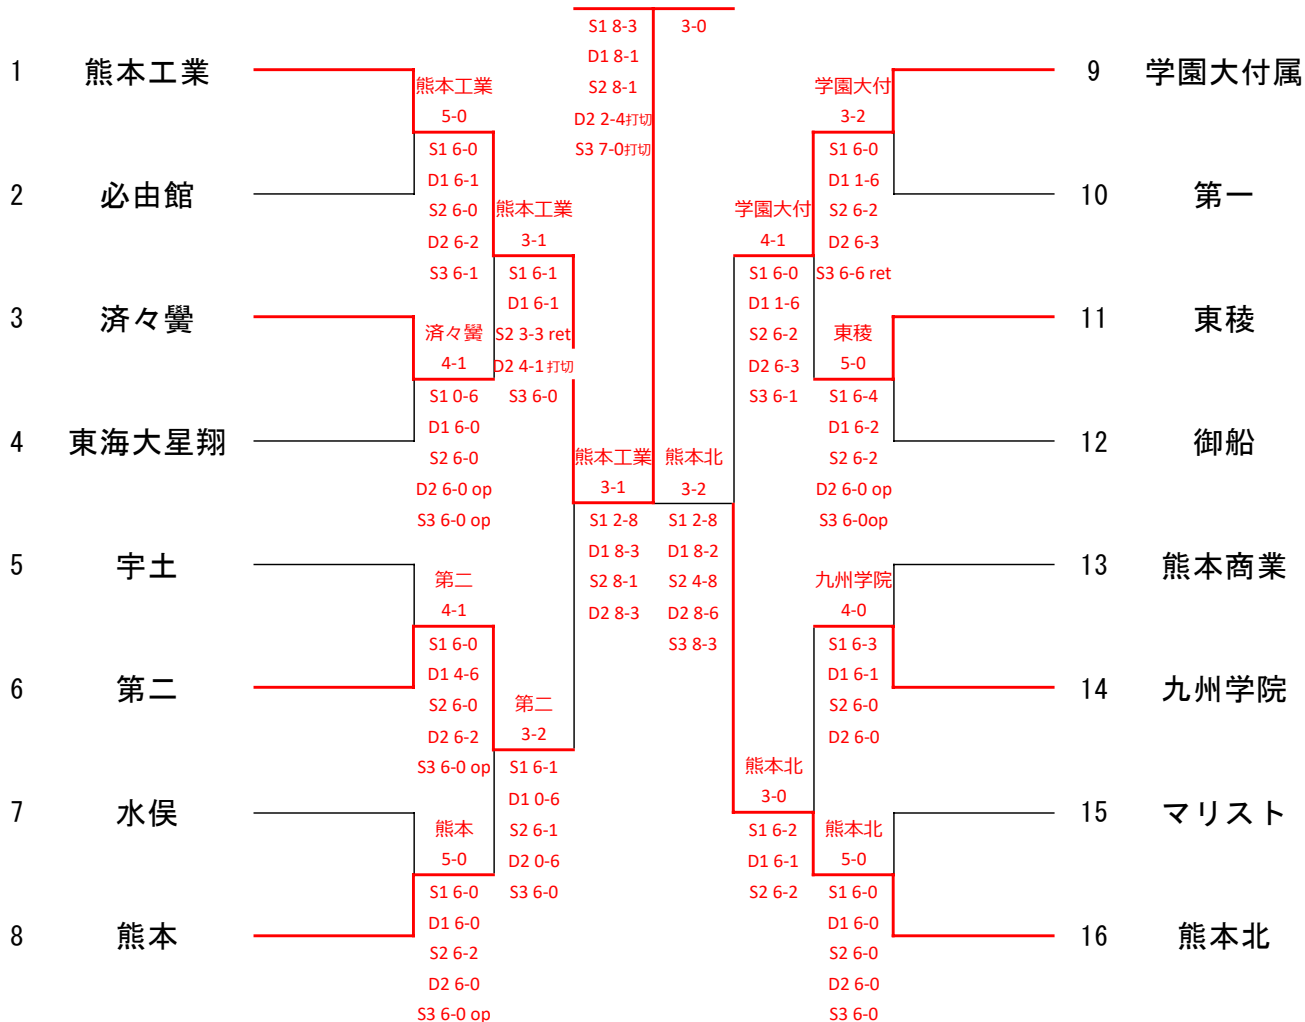 S1 8-3
3-0
D1 8-1
S2 8-1
D2 2-4打切
S3 7-0打切
1 熊本工業
2 必由館
3 済々黌
4 東海大星翔
5 宇土
6 第二
7 水俣
8 熊本
熊本工業
5-0
S1 6-0
D1 6-1
S2 6-0
D2 6-2
S3 6-1
済々黌
4-1
S1 0-6
D1 6-0
S2 6-0
D2 6-0 op
S3 6-0 op
第二
4-1
S1 6-0
D1 4-6
S2 6-0
D2 6-2
S3 6-0 op
熊本
5-0
S1 6-0
D1 6-0
S2 6-2
D2 6-0
S3 6-0 op
熊本工業
3-1
S1 6-1
D1 6-1
S2 3-3 ret
D2 4-1 打切
S3 6-0
第二
3-2
S1 6-1
D1 0-6
S2 6-1
D2 0-6
S3 6-0
熊本工業
3-1
S1 2-8
D1 8-3
S2 8-1
D2 8-3
熊本北
3-2
S1 2-8
D1 8-2
S2 4-8
D2 8-6
S3 8-3
学園大付
4-1
S1 6-0
D1 1-6
S2 6-2
D2 6-3
S3 6-1
熊本北
3-0
S1 6-2
D1 6-1
S2 6-2
学園大付
3-2
S1 6-0
D1 1-6
S2 6-2
D2 6-3
S3 6-6 ret
東稜
5-0
S1 6-4
D1 6-2
S2 6-2
D2 6-0 op
S3 6-0op
九州学院
4-0
S1 6-3
D1 6-1
S2 6-0
D2 6-0
熊本北
5-0
S1 6-0
D1 6-0
S2 6-0
D2 6-0
S3 6-0
9 学園大付属
10 第一
11 東稜
12 御船
13 熊本商業
14 九州学院
15 マリスト
16 熊本北